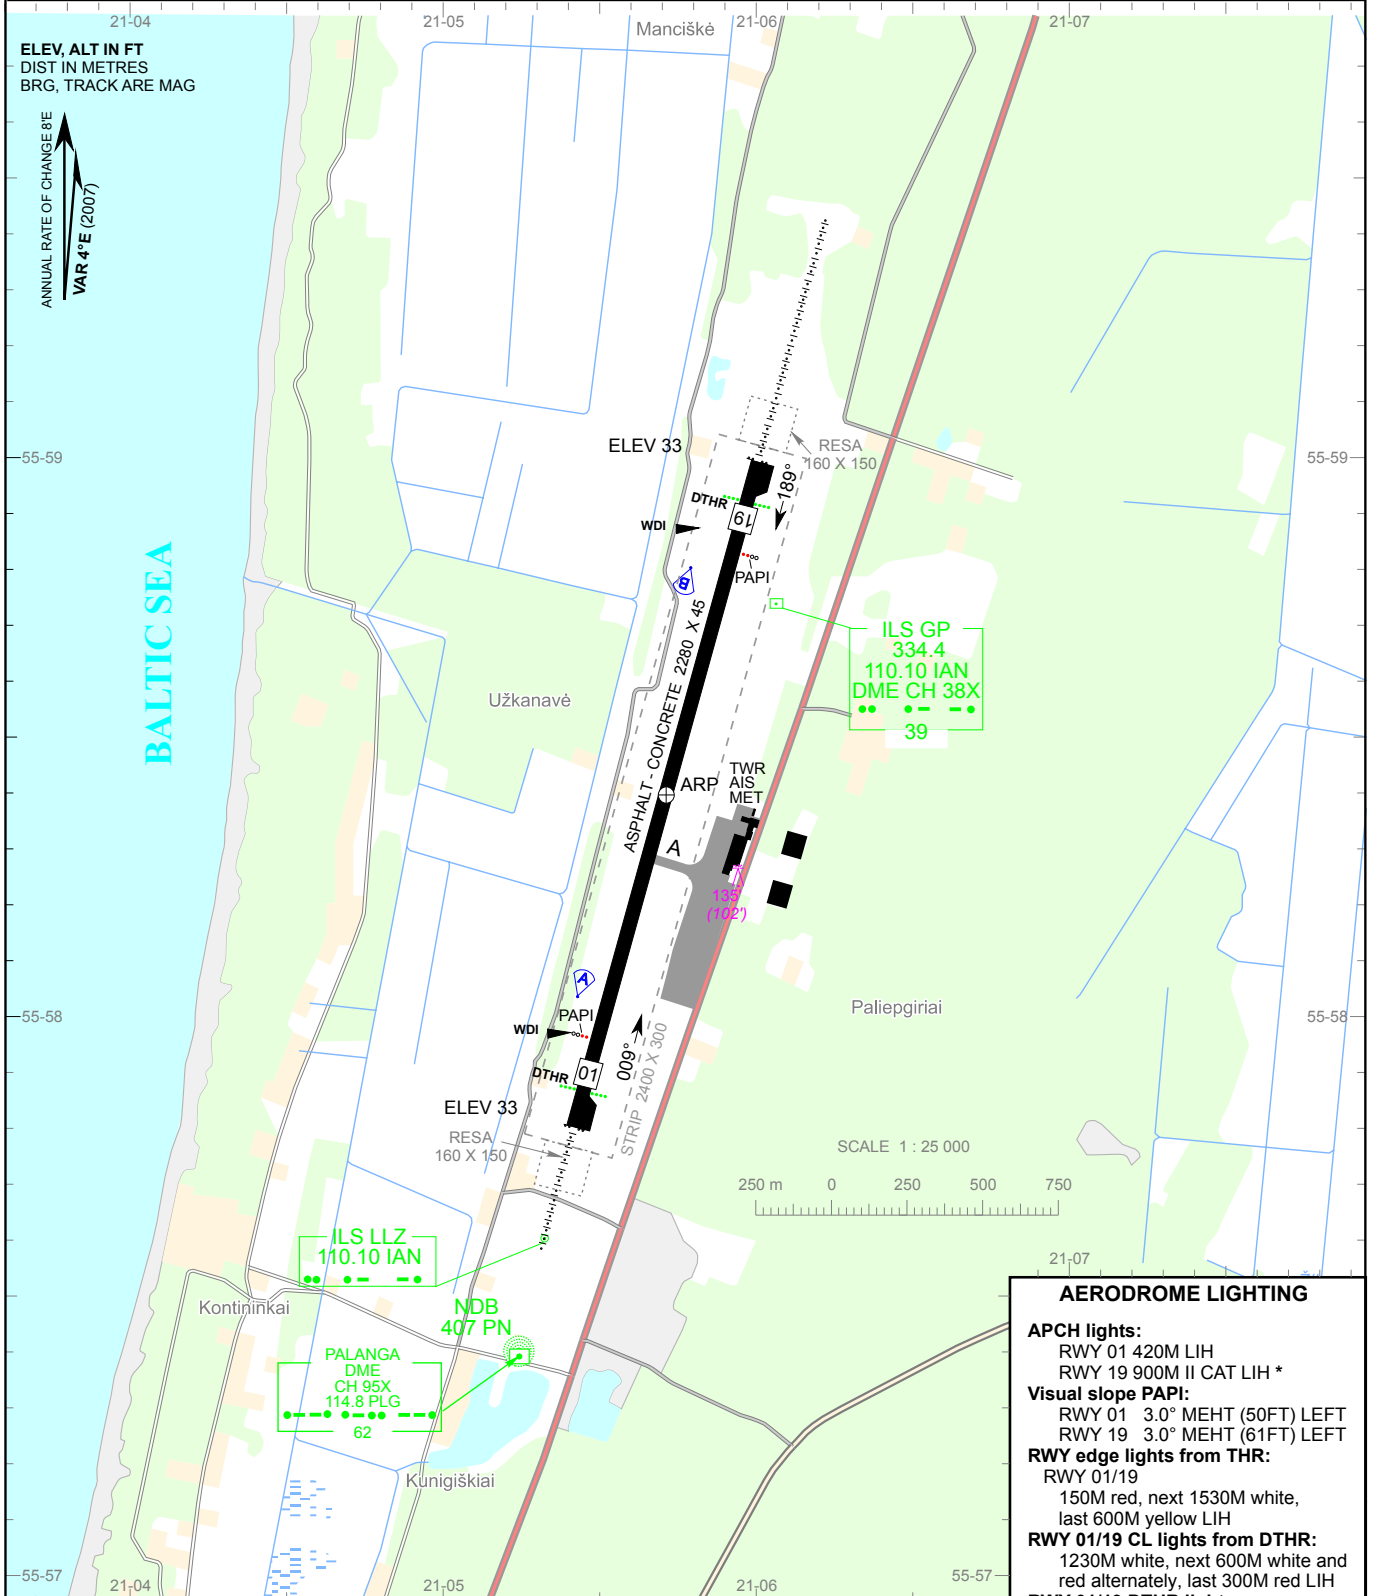 21-04
21-05
21-06
21-07
Manciškė
ELEV, ALT IN FT
DIST IN METRES
BRG, TRACK ARE MAG
ANNUAL RATE OF CHANGE 8'E
VAR 4°E (2007)
ELEV 33
RESA
160 X 150
55-59
55-59
189°
DTHR
19
WDI
PAPI
B
BALTIC SEA
ILS GP
334.4
110.10 IAN
DME CH 38X
39
Užkanavė
ASPHALT - CONCRETE 2280 X 45
ARP
TWR
AIS
MET
A
135'
(102')
A
PAPI
WDI
Paliepgiriai
55-58
55-58
009°
01
DTHR
STRIP 2400 X 300
ELEV 33
RESA
160 X 150
SCALE 1 : 25 000
250 m 0 250 500 750
ILS LLZ
110.10 IAN
21-07
Kontininkai
NDB
407 PN
PALANGA
DME
CH 95X
114.8 PLG
62
Kunigiškiai
AERODROME LIGHTING
APCH lights:
RWY 01 420M LIH
RWY 19 900M II CAT LIH *
Visual slope PAPI:
RWY 01 3.0° MEHT (50FT) LEFT
RWY 19 3.0° MEHT (61FT) LEFT
RWY edge lights from THR:
RWY 01/19
150M red, next 1530M white,
last 600M yellow LIH
RWY 01/19 CL lights from DTHR:
1230M white, next 600M white and
red alternately, last 300M red LIH
55-57
55-57
21-04
21-05
21-06